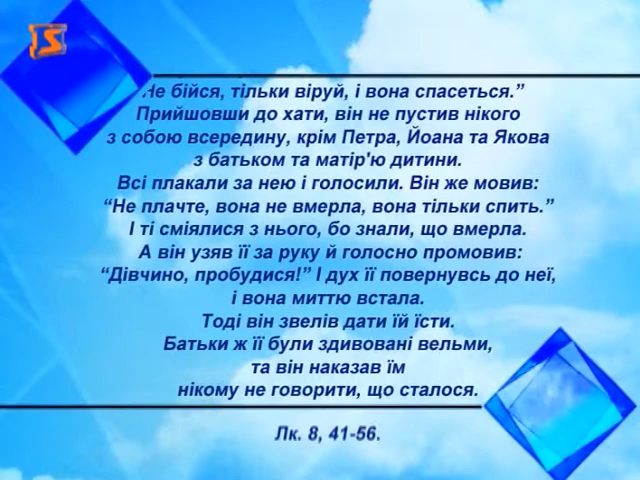 Не бійся, тільки віруй, і вона спасеться.”
Прийшовши до хати, він не пустив нікого
з собою всередину, крім Петра, Йоана та Якова
з батьком та матір'ю дитини.
Всі плакали за нею і голосили. Він же мовив:
“Не плачте, вона не вмерла, вона тільки спить.”
І ті сміялися з нього, бо знали, що вмерла.
А він узяв її за руку й голосно промовив:
“Дівчино, пробудися!” І дух її повернувсь до неї,
і вона миттю встала.
Тоді він звелів дати їй їсти.
Батьки ж її були здивовані вельми,
та він наказав їм
нікому не говорити, що сталося.
Лк. 8, 41-56.